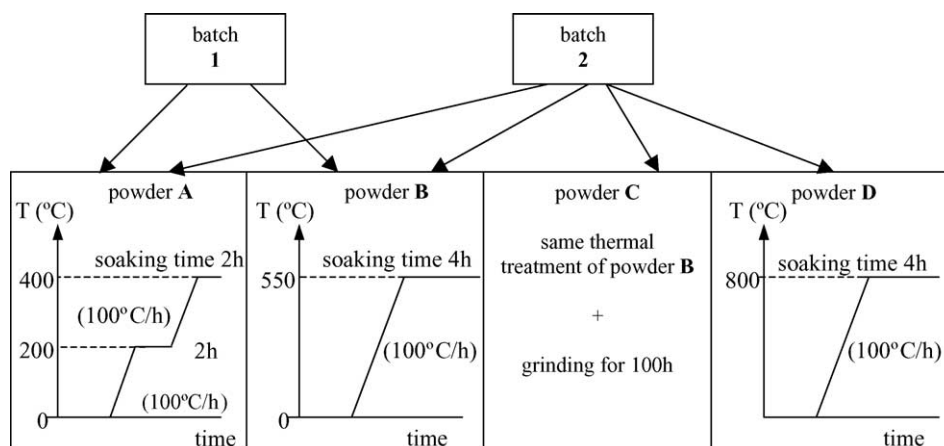 batch
1
batch
2
powder A
T (ºC)
soaking time 2h
400
(100ºC/h)
200
2h
(100ºC/h)
0
time
powder B
T (ºC)
soaking time 4h
550
(100ºC/h)
0
time
powder C
same thermal
treatment of powder B
+
grinding for 100h
powder D
T (ºC)
soaking time 4h
800
(100ºC/h)
0
time